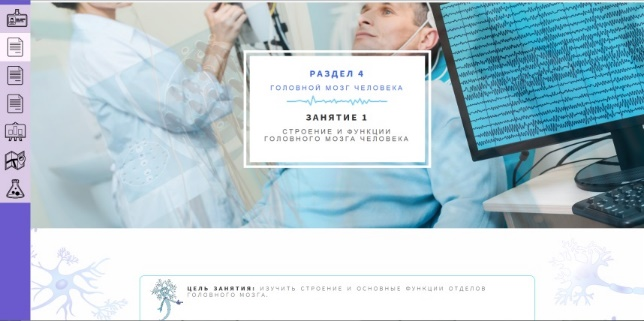 РАЗДЕЛ 4
ГОЛОВНОЙ МОЗГ ЧЕЛОВЕКА
ЗАНЯТИЕ 1
СТРОЕНИЕ И ФУНКЦИИ
ГОЛОВНОГО МОЗГА ЧЕЛОВЕКА
ЦЕЛЬ ЗАНЯТИЯ: ИЗУЧИТЬ СТРОЕНИЕ И ОСНОВНЫЕ ФУНКЦИИ ОТДЕЛОВ
ГОЛОВНОГО МОЗГА.